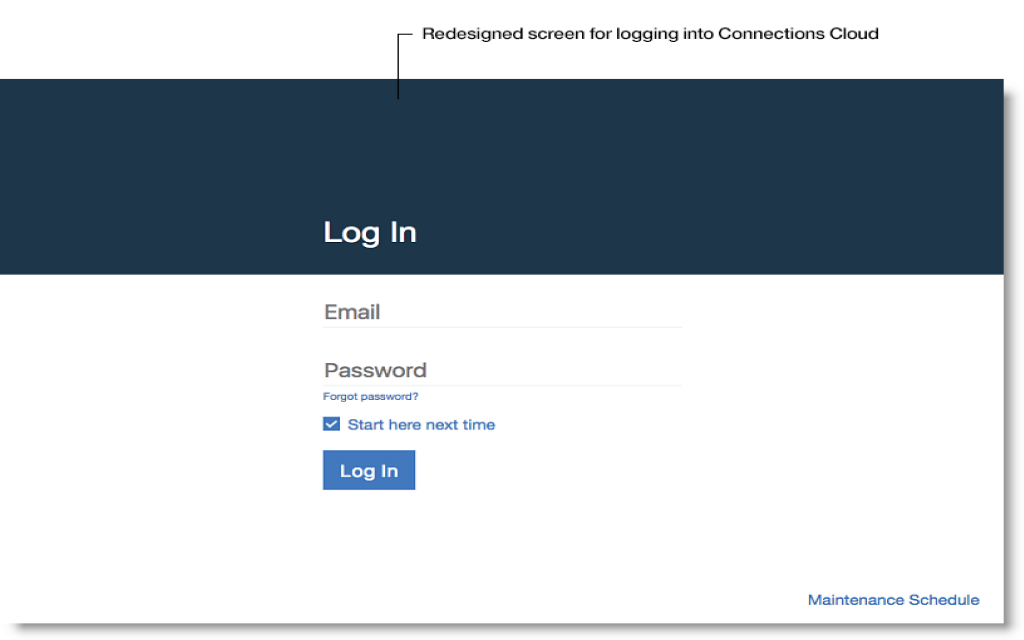 Redesigned screen for logging into Connections Cloud
Log In
Email
Password
Forgot password?
Start here next time
Log In
Maintenance Schedule